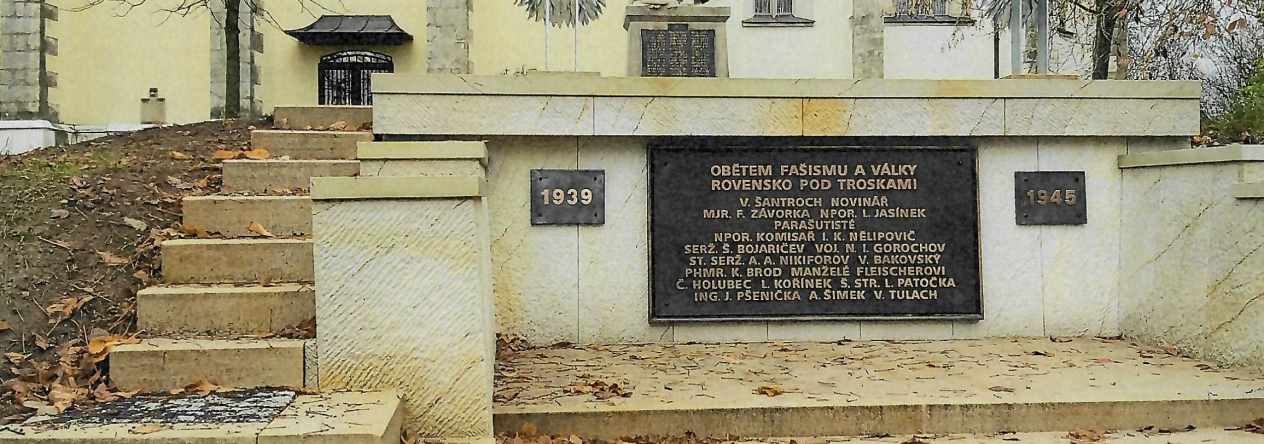 1939
OBĚTEM FAŠISMU A VÁLKY
ROVENSKO POD TROSKAMI
V. ŠANTROCH NOVINÁŘ
MJR. F. ZÁVORKA NPOR. L. JASÍNEK
PARAŠUTISTÉ
NPOR. KOMISAŘ I. K. NĚLIPOVIČ
SERŽ. Š. BOJARIČEV VOJ. N. I. GOROCHOV
ST. SERŽ. A. A. NIKIFOROV V. BAKOVSKÝ
PHMR. K. BROD MANŽELÉ FLEISCHEROVI
Č. HOLUBEC L. KOŘÍNEK Š. STR. L. PATOČKA
ING. J. PŠENIČKA A. ŠIMEK V. TULACH
1945